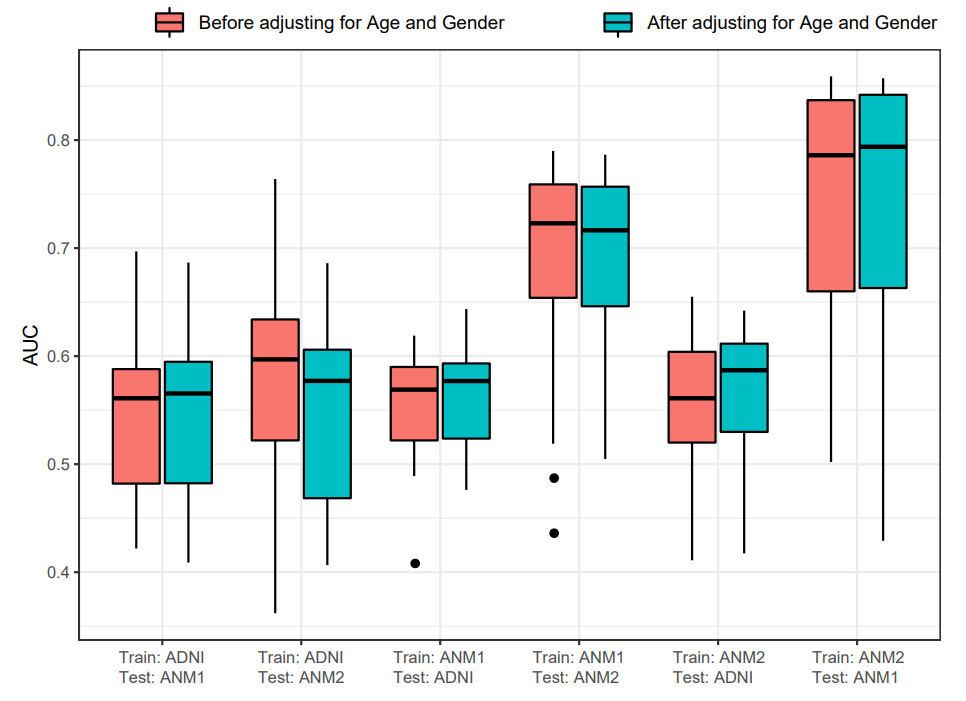 Before adjusting for Age and Gender
After adjusting for Age and Gender
AUC
0.8
0.7
0.6
0.5
0.4
Train: ADNI
Test: ANM1
Train: ADNI
Test: ANM2
Train: ANM1
Test: ADNI
Train: ANM1
Test: ANM2
Train: ANM2
Test: ADNI
Train: ANM2
Test: ANM1